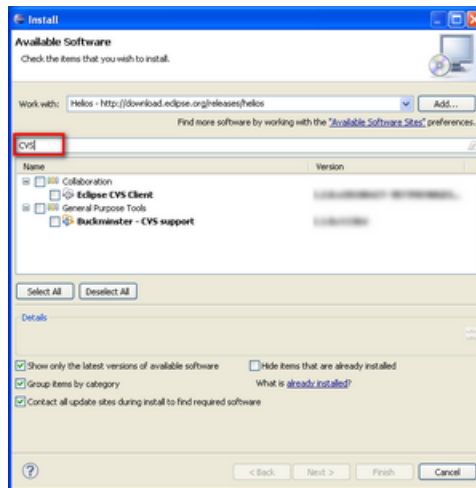 Install
Available Software
Check the items that you wish to install.
Work with: Helios - http://download.eclipse.org/releases/helios Add...
Find more software by working with the "Available Software Sites" preferences.
CVS
Name Version
Collaboration
Eclipse CVS Client
General Purpose Tools
Buckminster - CVS support
Select All Deselect All
Details
Show only the latest versions of available software Hide items that are already installed
Group items by category What is already installed?
Contact all update sites during install to find required software
? < Back Next > Finish Cancel